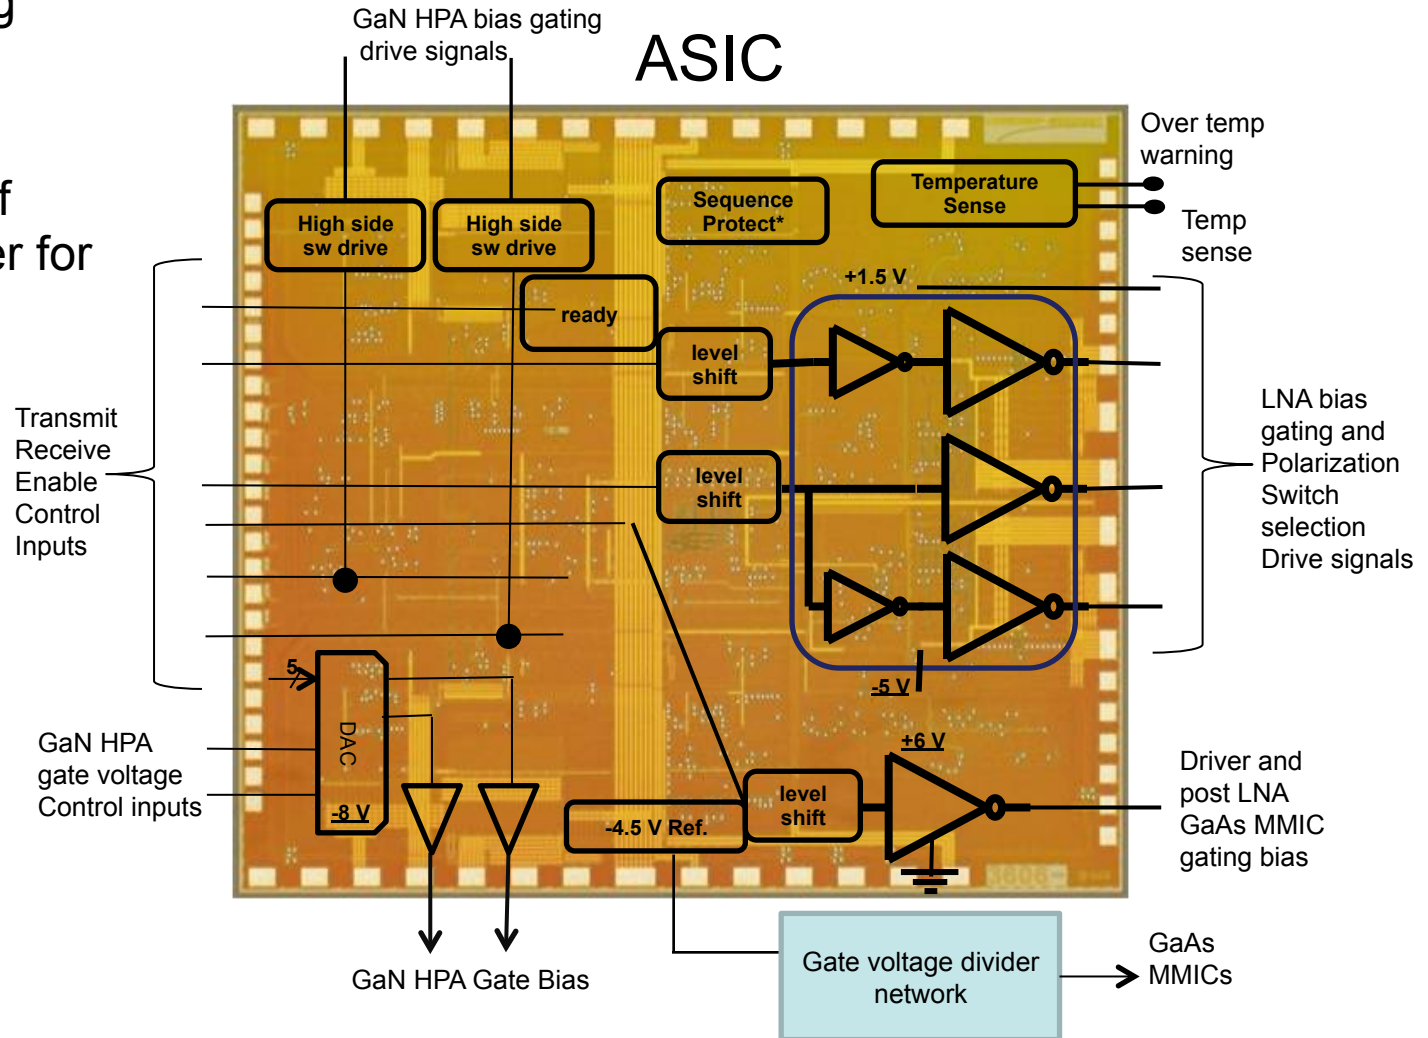 g
GaN HPA bias gating
drive signals
ASIC
f
er for
Over temp
warning
Temp
sense
High side
sw drive
High side
sw drive
Sequence
Protect*
Temperature
Sense
ready
+1.5 V
level
shift
level
shift
Transmit
Receive
Enable
Control
Inputs
LNA bias
gating and
Polarization
Switch
selection
Drive signals
-5 V
5
DAC
-8 V
GaN HPA
gate voltage
Control inputs
+6 V
level
shift
-4.5 V Ref.
Driver and
post LNA
GaAs MMIC
gating bias
3606-
GaN HPA Gate Bias
Gate voltage divider
network
GaAs
MMICs